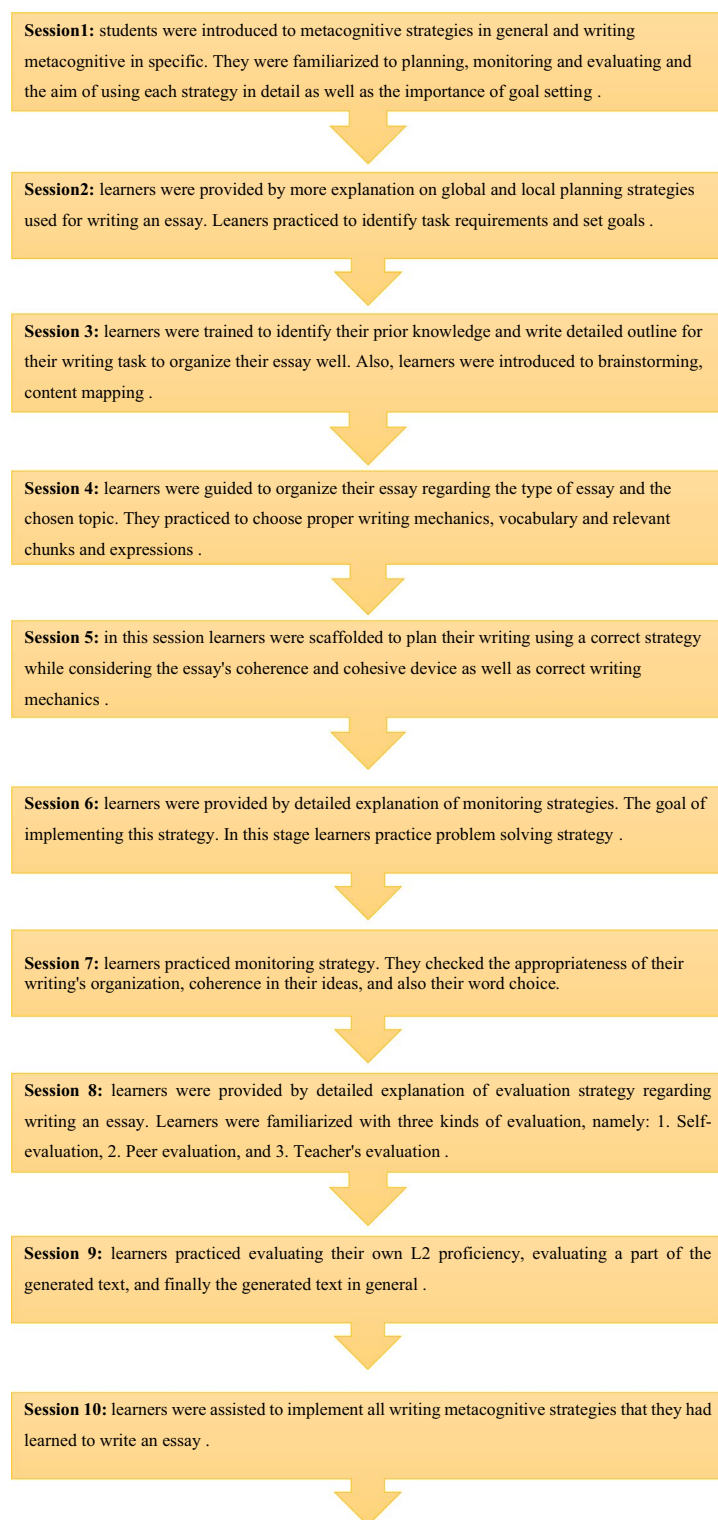 Session1: students were introduced to metacognitive strategies in general and writing
metacognitive in specific. They were familiarized to planning, monitoring and evaluating and
the aim of using each strategy in detail as well as the importance of goal setting .
Session2: learners were provided by more explanation on global and local planning strategies
used for writing an essay. Leaners practiced to identify task requirements and set goals .
Session 3: learners were trained to identify their prior knowledge and write detailed outline for
their writing task to organize their essay well. Also, learners were introduced to brainstorming,
content mapping .
Session 4: learners were guided to organize their essay regarding the type of essay and the
chosen topic. They practiced to choose proper writing mechanics, vocabulary and relevant
chunks and expressions .
Session 5: in this session learners were scaffolded to plan their writing using a correct strategy
while considering the essay's coherence and cohesive device as well as correct writing
mechanics .
Session 6: learners were provided by detailed explanation of monitoring strategies. The goal of
implementing this strategy. In this stage learners practice problem solving strategy .
Session 7: learners practiced monitoring strategy. They checked the appropriateness of their
writing's organization, coherence in their ideas, and also their word choice.
Session 8: learners were provided by detailed explanation of evaluation strategy regarding
writing an essay. Learners were familiarized with three kinds of evaluation, namely: 1. Self-
evaluation, 2. Peer evaluation, and 3. Teacher's evaluation .
Session 9: learners practiced evaluating their own L2 proficiency, evaluating a part of the
generated text, and finally the generated text in general .
Session 10: learners were assisted to implement all writing metacognitive strategies that they had
learned to write an essay .